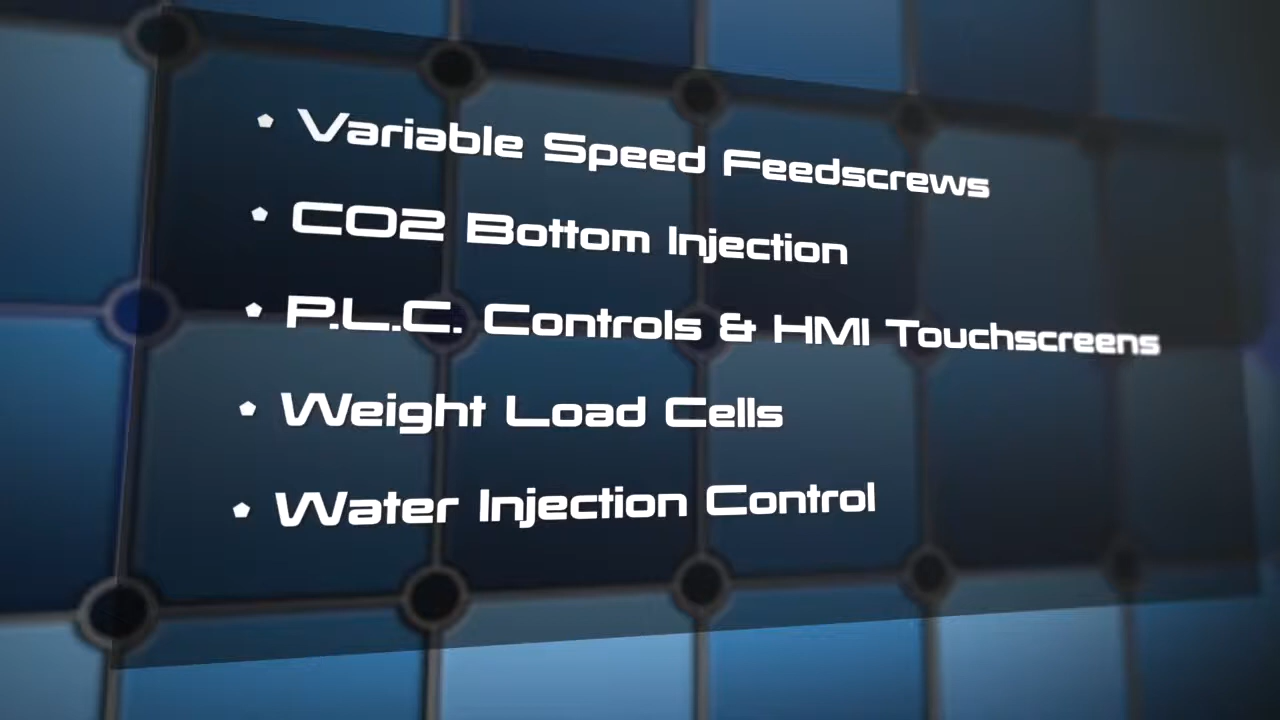 • Variable Speed Feedscrews
• CO2 Bottom Injection
• P.L.C. Controls & HMI Touchscreens
• Weight Load Cells
• Water Injection Control